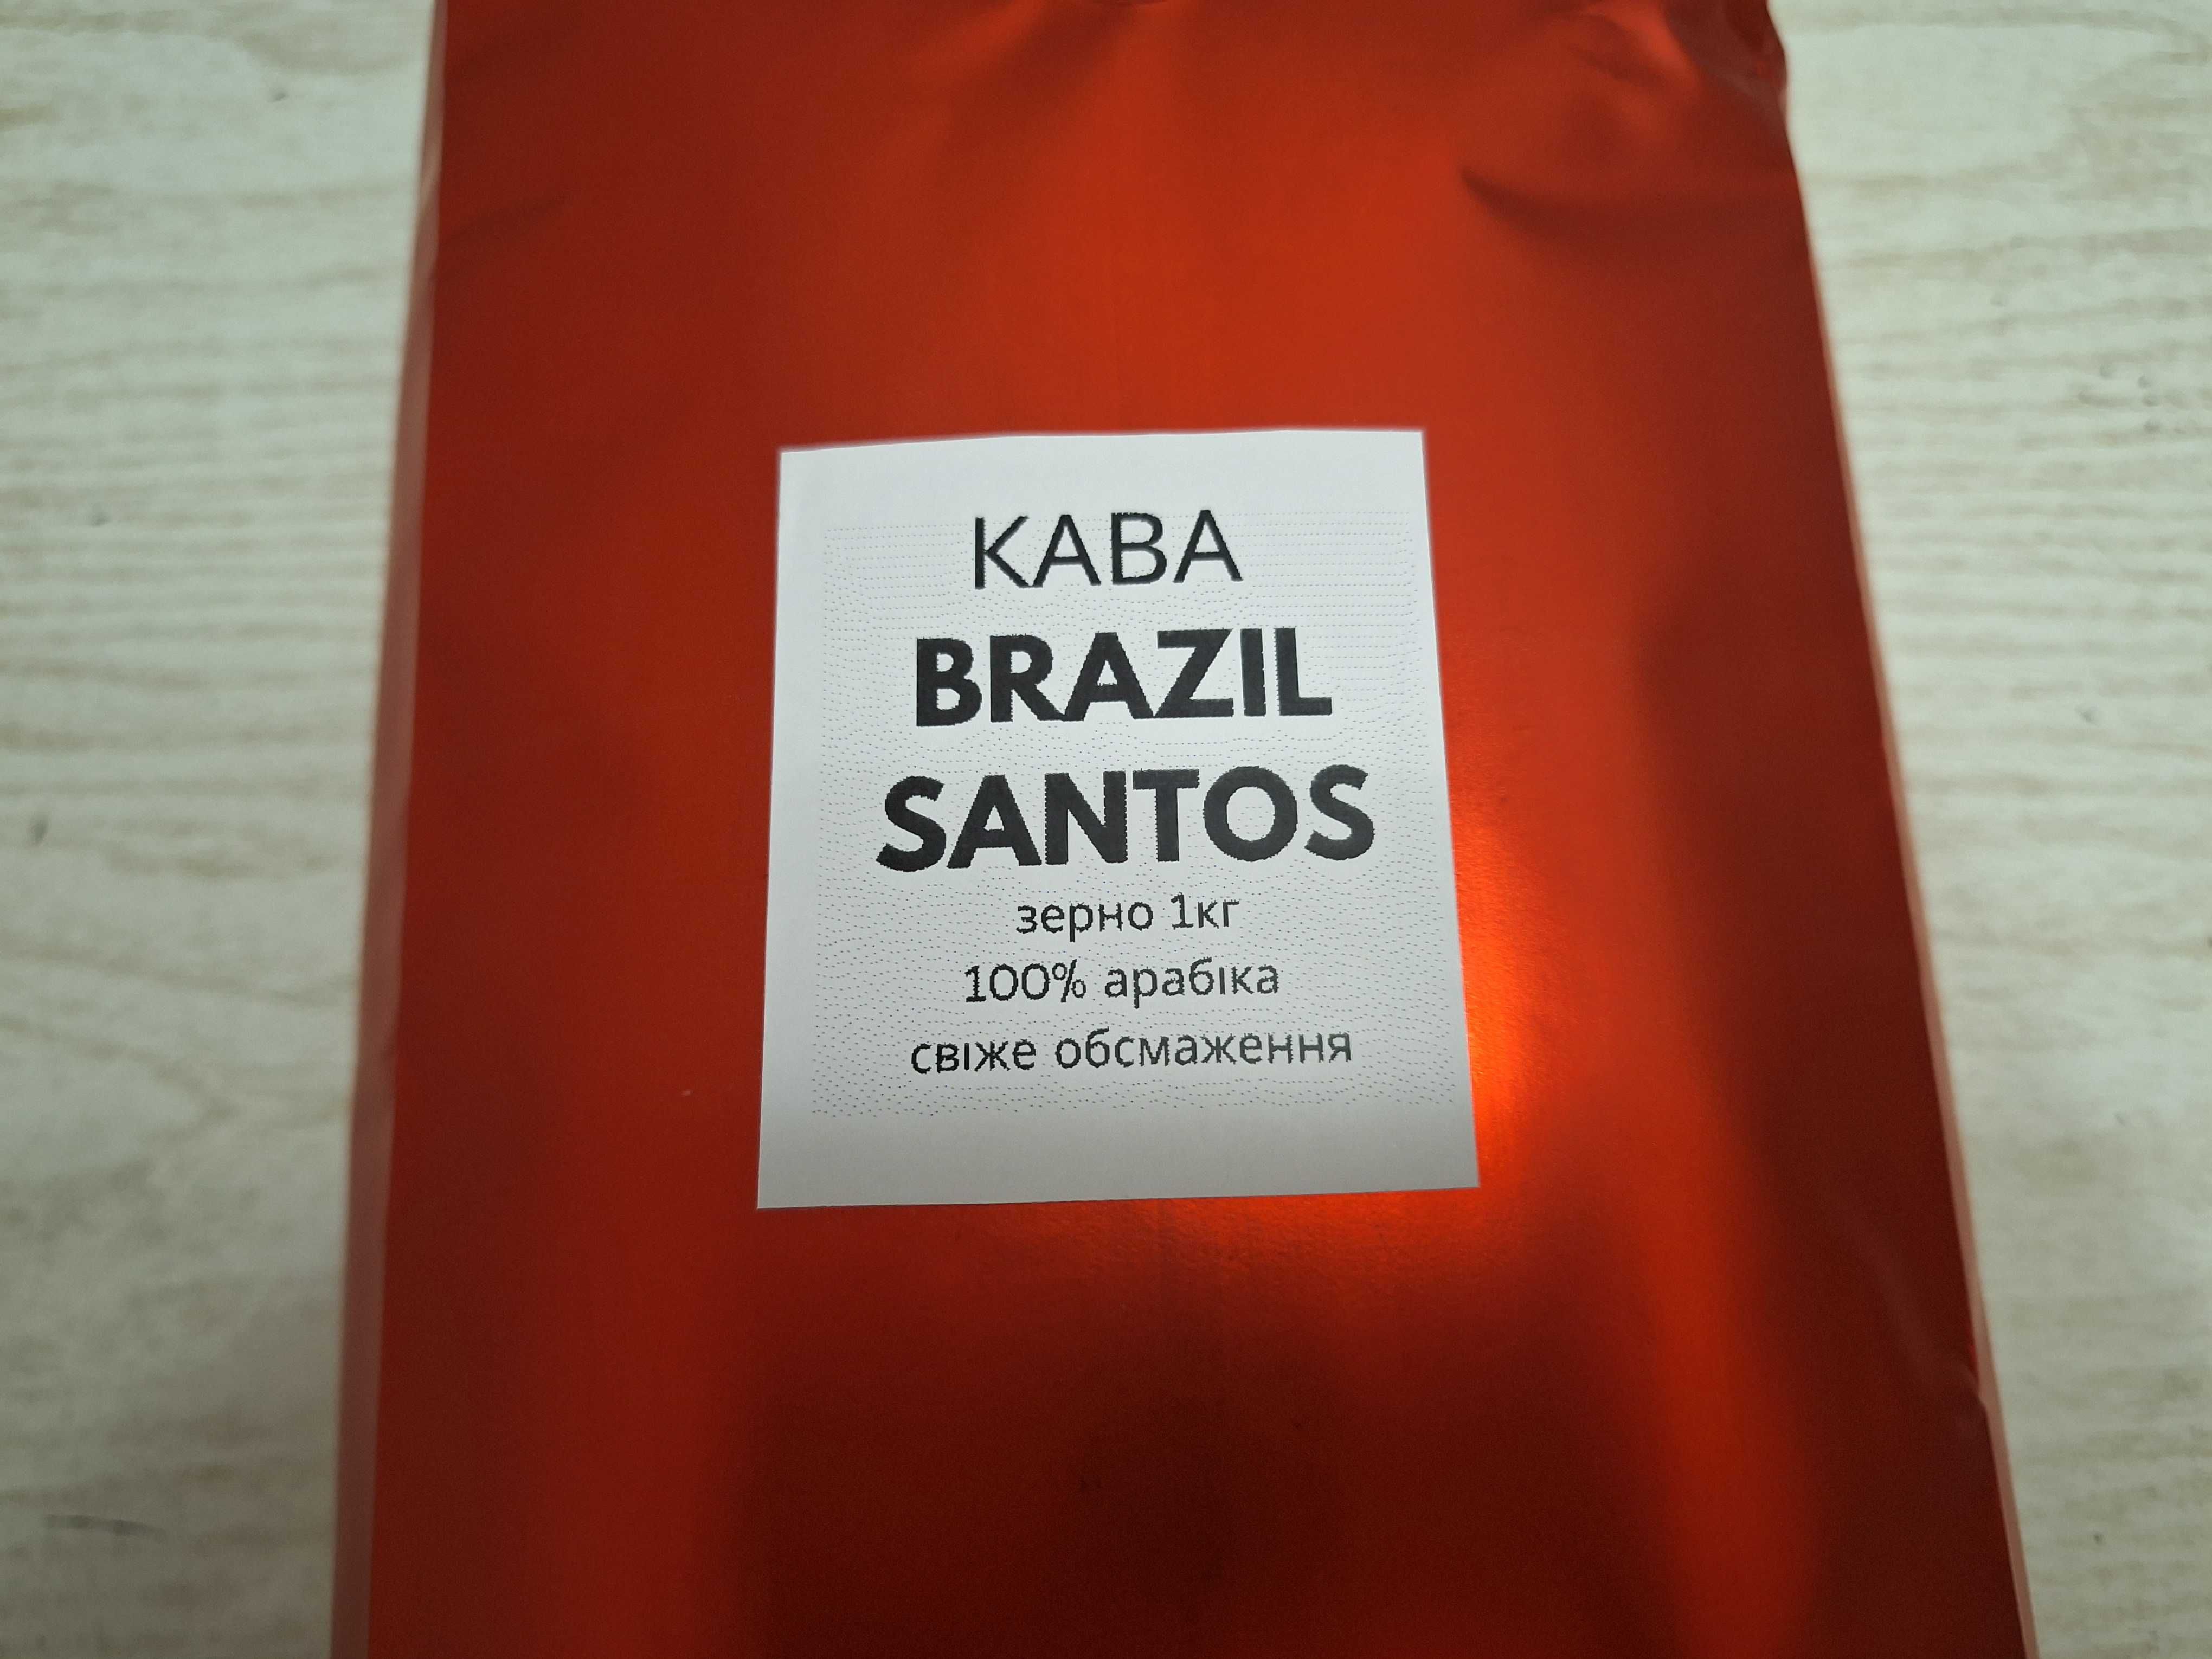 КАВА
BRAZIL
SANTOS
зерно 1кг
100% арабіка
свіже обсмаження